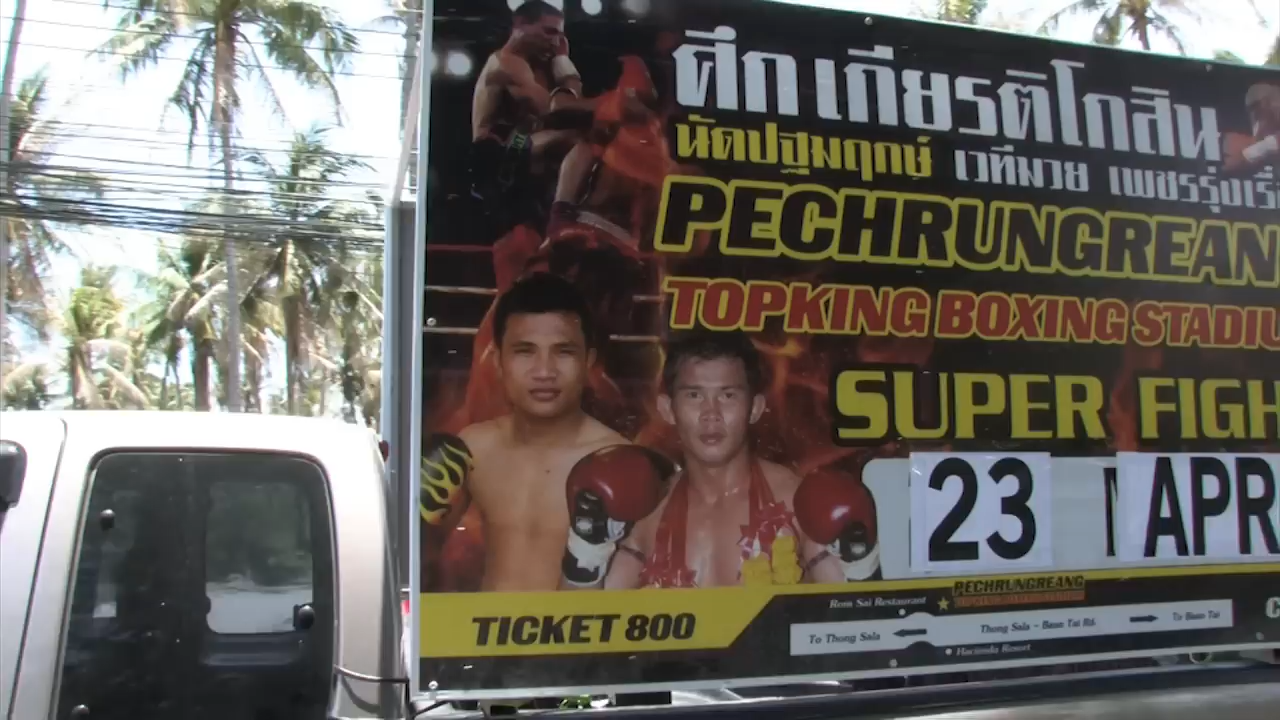 ศึก เกียรติโกสิน
นัดปฐมฤกษ์ เวทีมวย เพชรรุ่งเรื
PECHRUNGREAN
TOPKING BOXING STADIU
SUPER FIGH
23 APR
TICKET 800
Rom Sai Restaurant
PECHRUNGREANG
To Thong Sala
Thong Sala - Baan Tai Rd.
To Baan Tai
Hacienda Resort